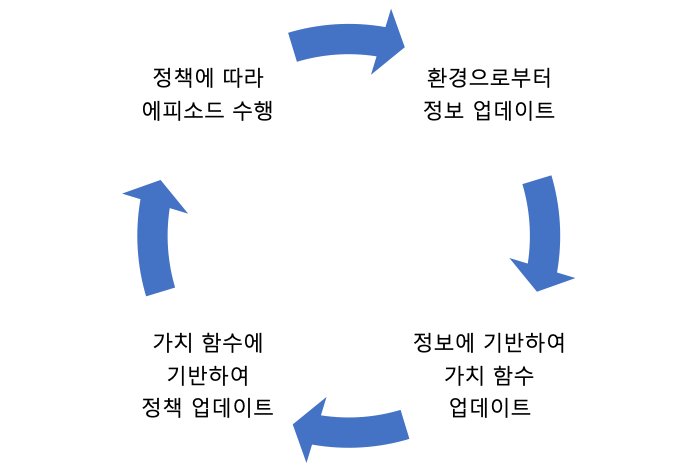 정책에 따라
에피소드 수행
환경으로부터
정보 업데이트
정보에 기반하여
가치 함수
업데이트
가치 함수에
기반하여
정책 업데이트